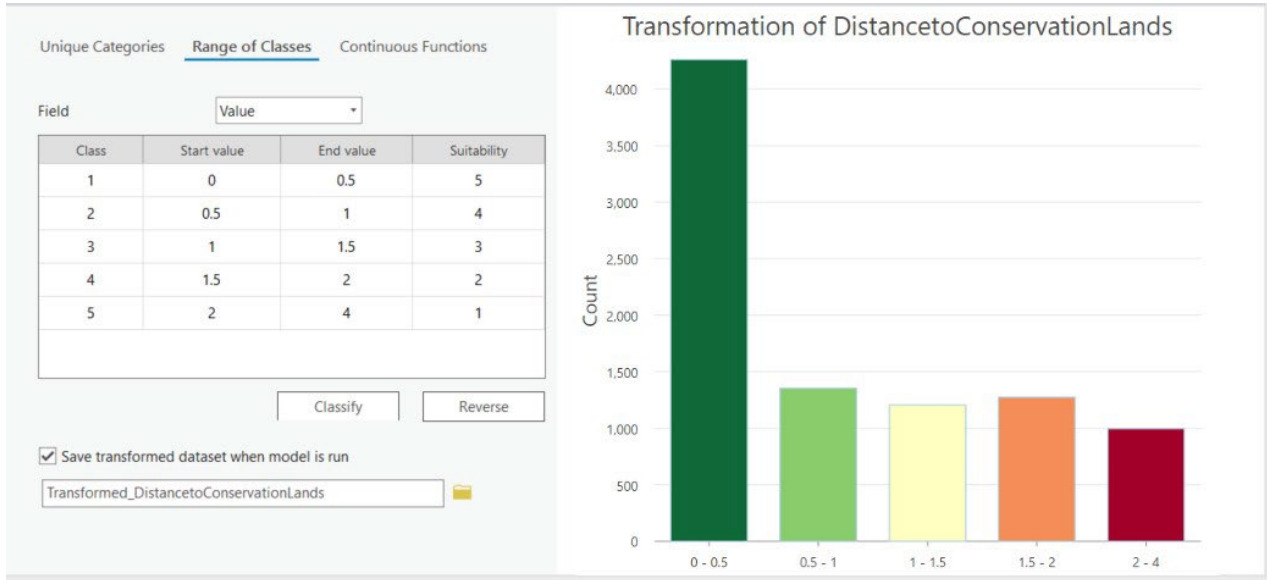 Unique Categories Range of Classes Continuous Functions
Field Value
Class Start value End value Suitability
1 0 0.5 5
2 0.5 1 4
3 1 1.5 3
4 1.5 2 2
5 2 4 1
Classify Reverse
Save transformed dataset when model is run
Transformed_DistancetoConservationLands
Transformation of DistancetoConservationLands
Count
4,000
3,500
3,000
2,500
2,000
1,500
1,000
500
0
0 - 0.5 0.5 - 1 1 - 1.5 1.5 - 2 2 - 4